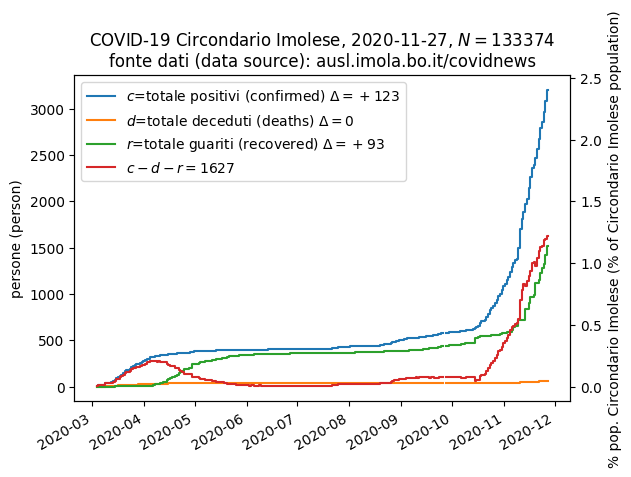 COVID-19 Circondario Imolese, 2020-11-27, N = 133374
fonte dati (data source): ausl.imola.bo.it/covidnews
c=totale positivi (confirmed) Δ = +123
d=totale deceduti (deaths) Δ = 0
r=totale guariti (recovered) Δ = +93
c − d − r = 1627
persone (person)
3000
2500
2000
1500
1000
500
0
2.5
2.0
1.5
1.0
0.5
0.0
% pop. Circondario Imolese (% of Circondario Imolese population)
2020-03
2020-04
2020-05
2020-06
2020-07
2020-08
2020-09
2020-10
2020-11
2020-12